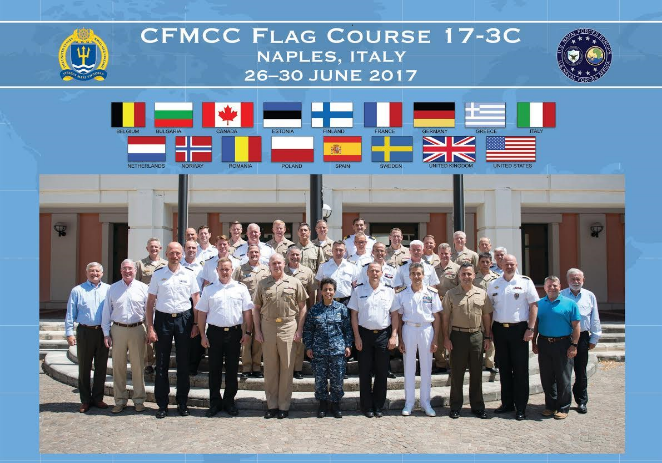 CFMCC FLAG COURSE 17-3C
NAPLES, ITALY
26–30 JUNE 2017
BELGIUM BULGARIA CANADA ESTONIA FINLAND FRANCE GERMANY GREECE ITALY
NETHERLANDS NORWAY ROMANIA POLAND SPAIN SWEDEN UNITED KINGDOM UNITED STATES